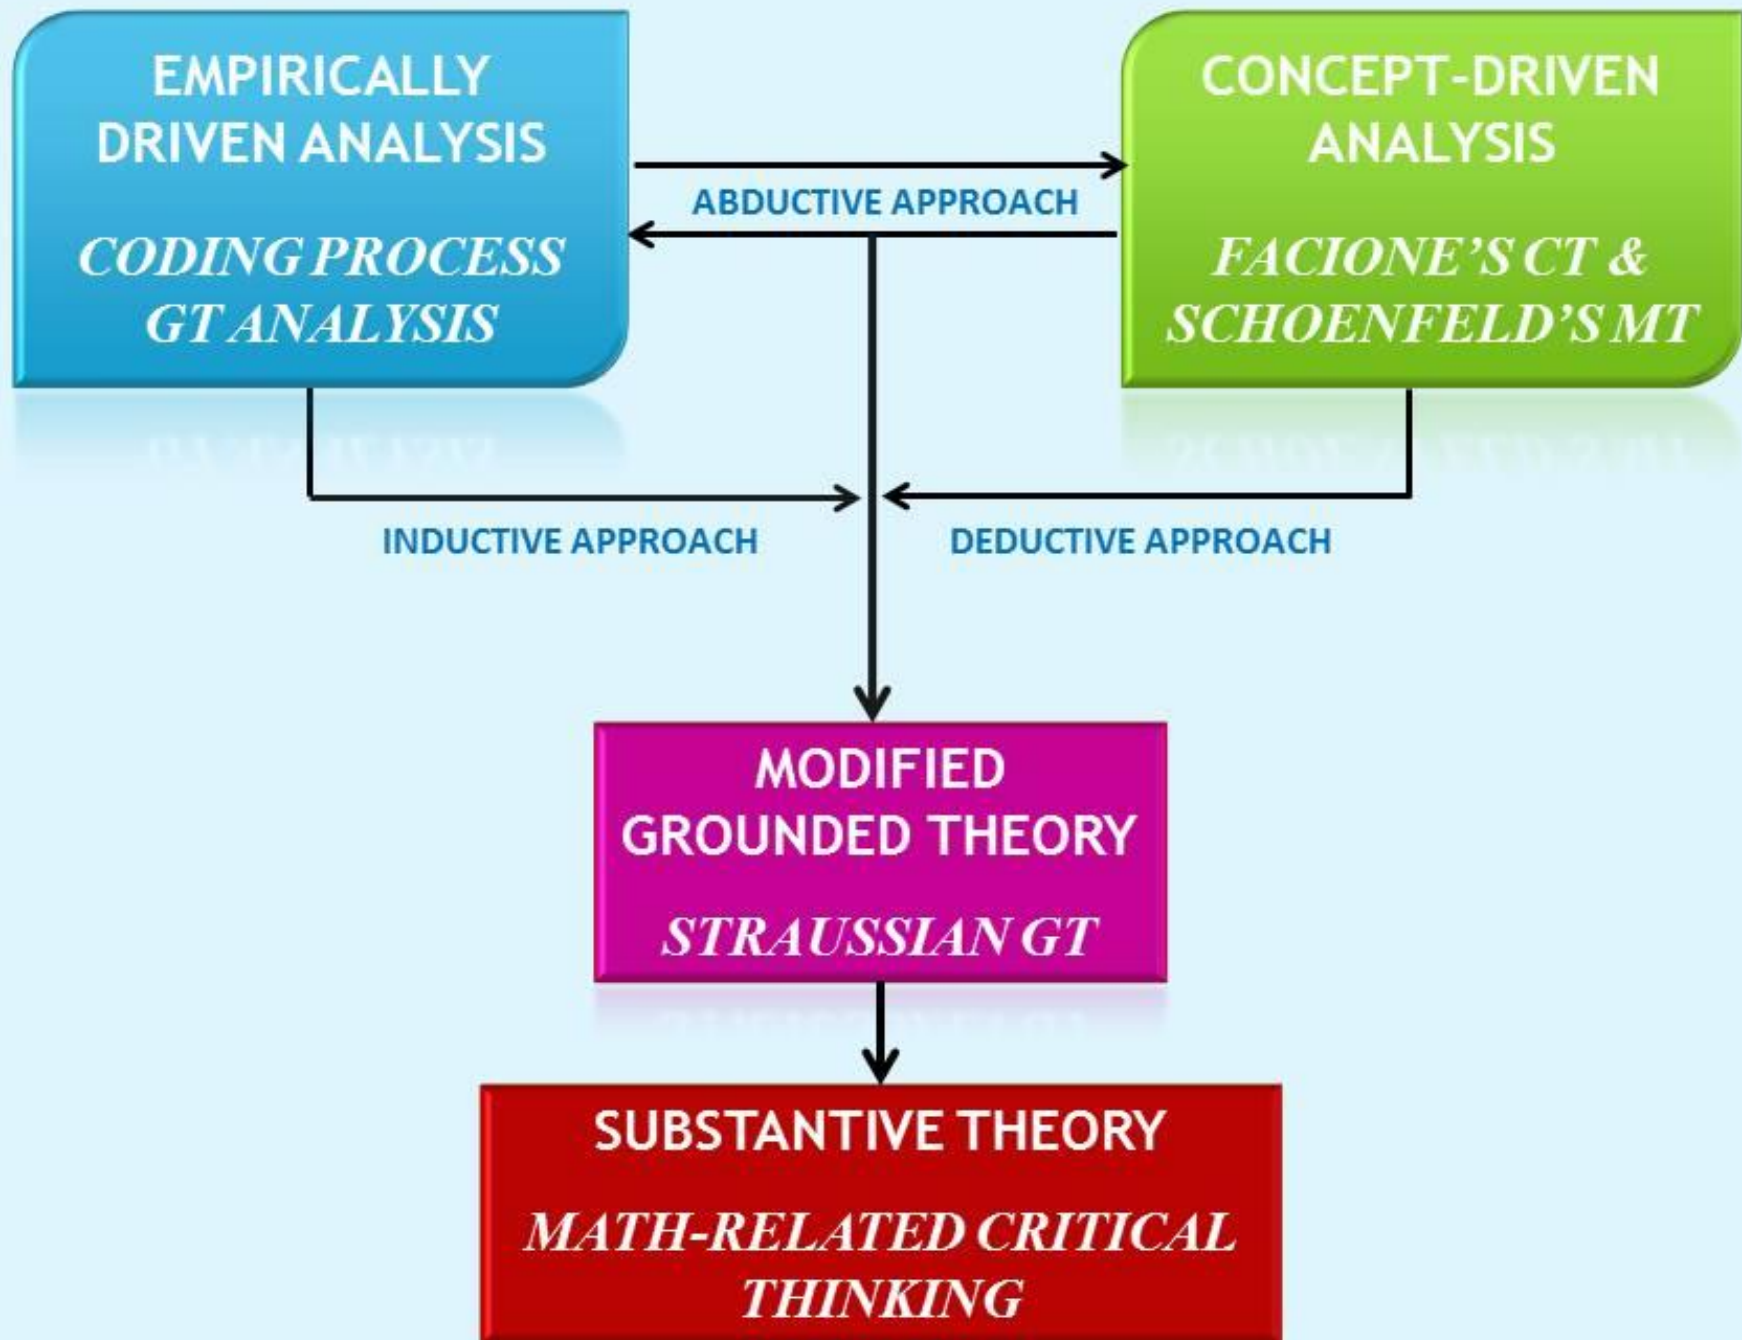 EMPIRICALLY
DRIVEN ANALYSIS
CODING PROCESS
GT ANALYSIS
CONCEPT-DRIVEN
ANALYSIS
FACIONE'S CT &
SCHOENFELD'S MT
ABDUCTIVE APPROACH
INDUCTIVE APPROACH
DEDUCTIVE APPROACH
MODIFIED
GROUNDED THEORY
STRAUSSIAN GT
SUBSTANTIVE THEORY
MATH-RELATED CRITICAL
THINKING